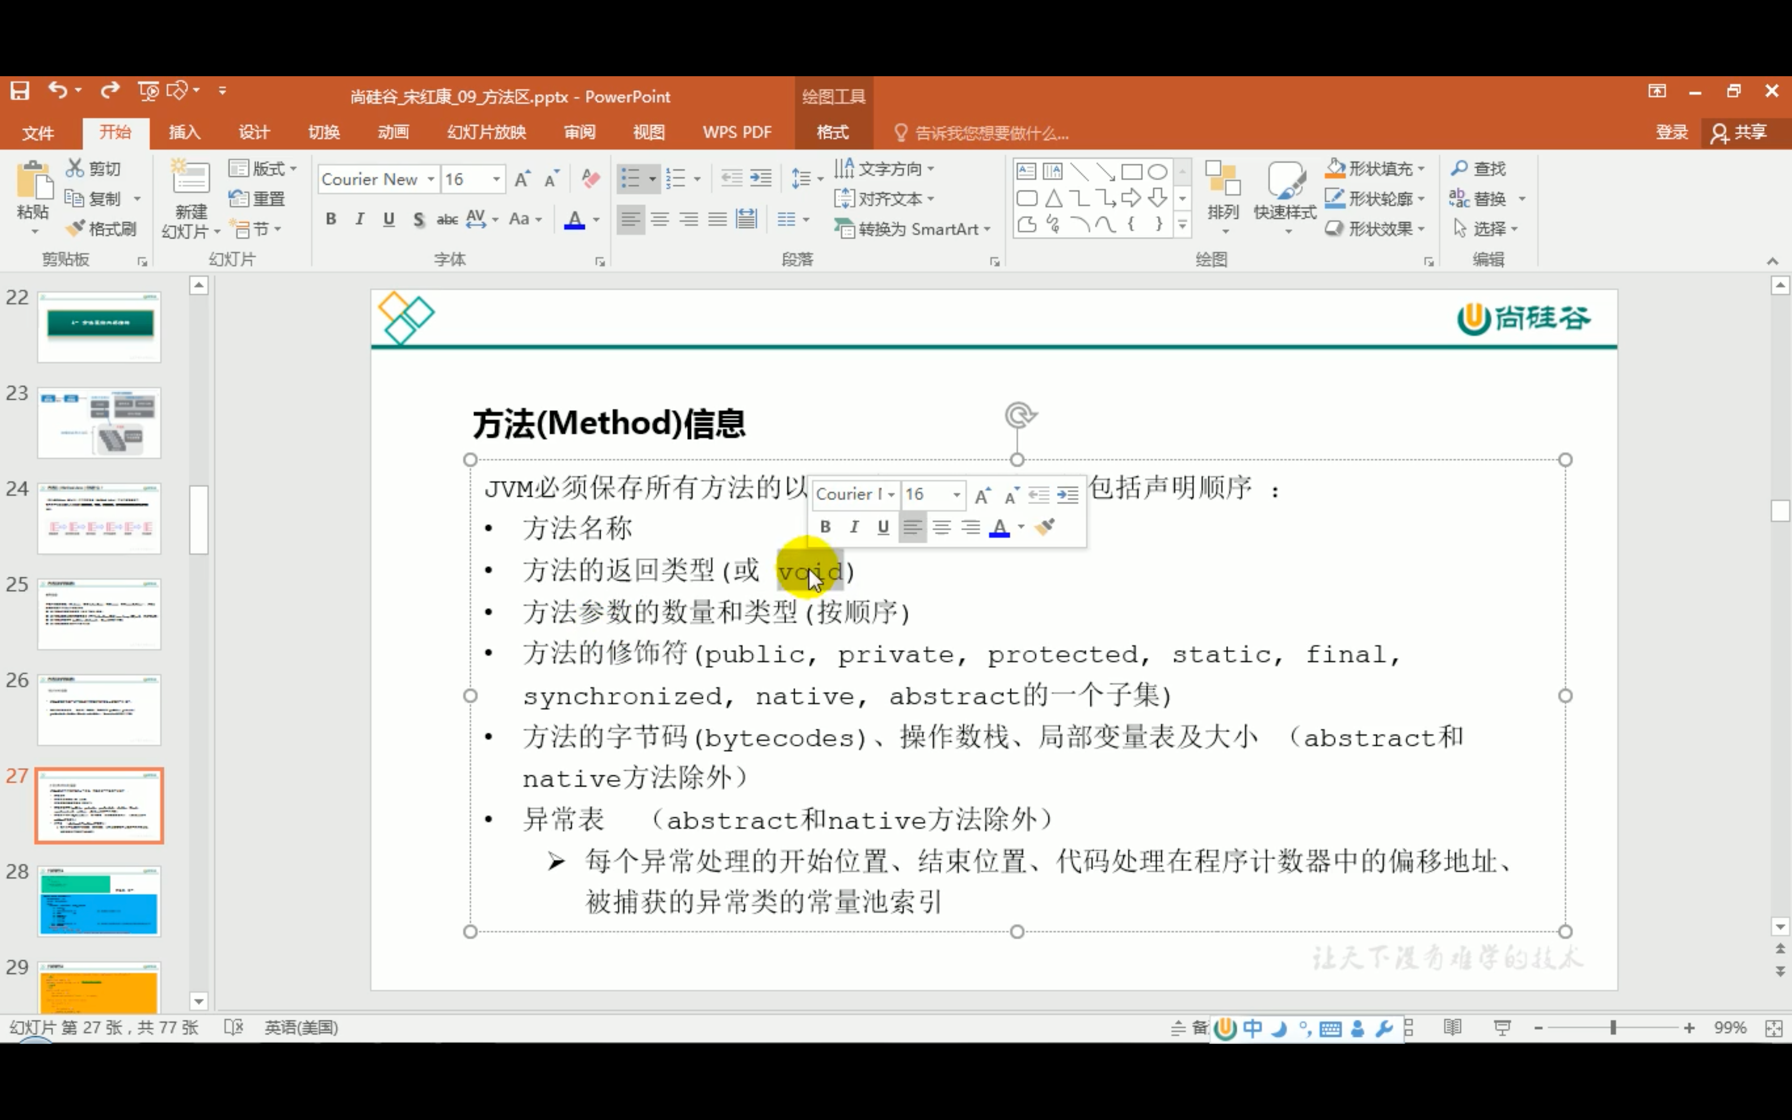 尚硅谷_宋红康_09_方法区.pptx - PowerPoint
绘图工具
文件 开始 插入 设计 切换 动画 幻灯片放映 审阅 视图 WPS PDF 格式 告诉我您想要做什么... 登录 共享
剪切 版式 Courier New 16 文字方向 形状填充 查找
粘贴 复制 新建 重置 对齐文本 排列 快速样式 形状轮廓 替换
格式刷 幻灯片 节 B I U S abc AV Aa A 转换为 SmartArt 形状效果 选择
剪贴板 幻灯片 字体 段落 绘图 编辑
22
23
24
25
26
27
28
29
尚硅谷
方法(Method)信息
JVM必须保存所有方法的以
包括声明顺序 :
Courier 16
B I U A
• 方法名称
• 方法的返回类型(或 void)
• 方法参数的数量和类型(按顺序)
• 方法的修饰符(public, private, protected, static, final,
synchronized, native, abstract的一个子集)
• 方法的字节码(bytecodes)、操作数栈、局部变量表及大小 （abstract和
native方法除外）
• 异常表 （abstract和native方法除外）
➢ 每个异常处理的开始位置、结束位置、代码处理在程序计数器中的偏移地址、
被捕获的异常类的常量池索引
让天下没有难学的技术
幻灯片 第 27 张，共 77 张 英语(美国) 备 中 99%